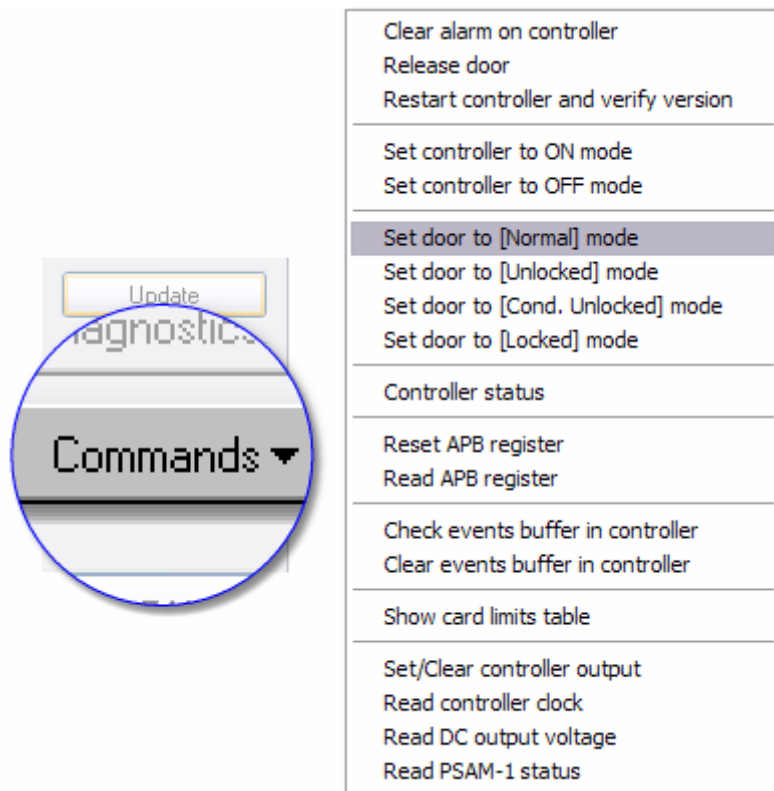 Update
Commands
Clear alarm on controller
Release door
Restart controller and verify version
Set controller to ON mode
Set controller to OFF mode
Set door to [Normal] mode
Set door to [Unlocked] mode
Set door to [Cond. Unlocked] mode
Set door to [Locked] mode
Controller status
Reset APB register
Read APB register
Check events buffer in controller
Clear events buffer in controller
Show card limits table
Set/Clear controller output
Read controller clock
Read DC output voltage
Read PSAM-1 status